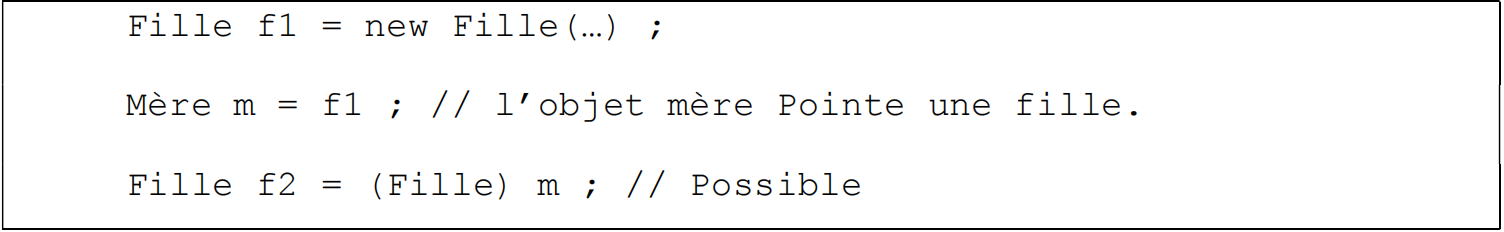 Fille f1 = new Fille(…) ;
Mère m = f1 ; // l’objet mère Pointe une fille.
Fille f2 = (Fille) m ; // Possible